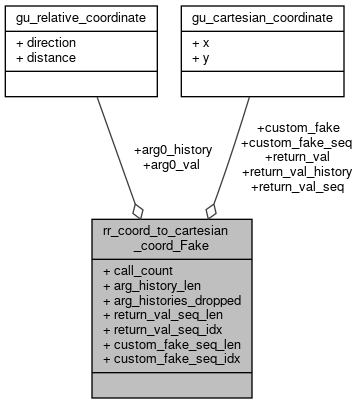 gu_relative_coordinate
+ direction
+ distance
gu_cartesian_coordinate
+ x
+ y
+arg0_history
+arg0_val
+custom_fake
+custom_fake_seq
+return_val
+return_val_history
+return_val_seq
rr_coord_to_cartesian
_coord_Fake
+ call_count
+ arg_history_len
+ arg_histories_dropped
+ return_val_seq_len
+ return_val_seq_idx
+ custom_fake_seq_len
+ custom_fake_seq_idx